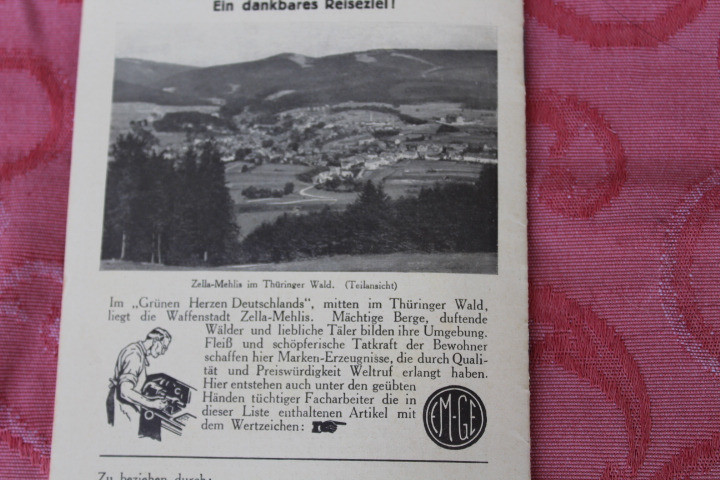 Ein dankbares Reiseziel!
Zella-Mehlis im Thüringer Wald. (Teilansicht)
Im „Grünen Herzen Deutschlands“, mitten im Thüringer Wald,
liegt die Waffenstadt Zella-Mehlis. Mächtige Berge, duftende
Wälder und liebliche Täler bilden ihre Umgebung.
Fleiß und schöpferische Tatkraft der Bewohner
schaffen hier Marken-Erzeugnisse, die durch Quali-
tät und Preiswürdigkeit Weltruf erlangt haben.
Hier entstehen auch unter den geübten
Händen tüchtiger Facharbeiter die in
dieser Liste enthaltenen Artikel mit
dem Wertzeichen:
EM-GE
Zu beziehen durch: